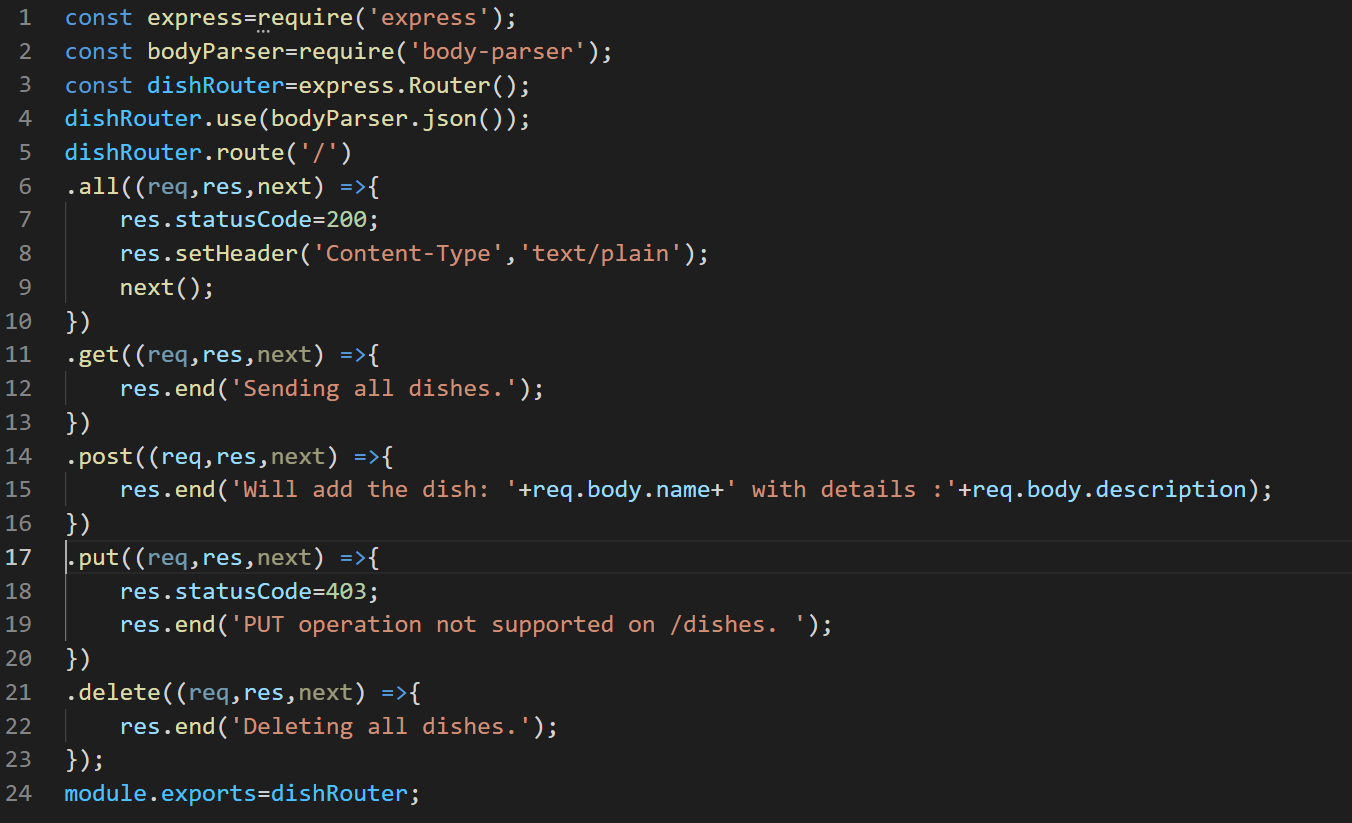 1 const express=require('express');
2 const bodyParser=require('body-parser');
3 const dishRouter=express.Router();
4 dishRouter.use(bodyParser.json());
5 dishRouter.route('/')
6 .all((req,res,next) =>{
7     res.statusCode=200;
8     res.setHeader('Content-Type','text/plain');
9     next();
10 })
11 .get((req,res,next) =>{
12     res.end('Sending all dishes.');
13 })
14 .post((req,res,next) =>{
15     res.end('Will add the dish: '+req.body.name+' with details :'+req.body.description);
16 })
17 .put((req,res,next) =>{
18     res.statusCode=403;
19     res.end('PUT operation not supported on /dishes. ');
20 })
21 .delete((req,res,next) =>{
22     res.end('Deleting all dishes.');
23 });
24 module.exports=dishRouter;